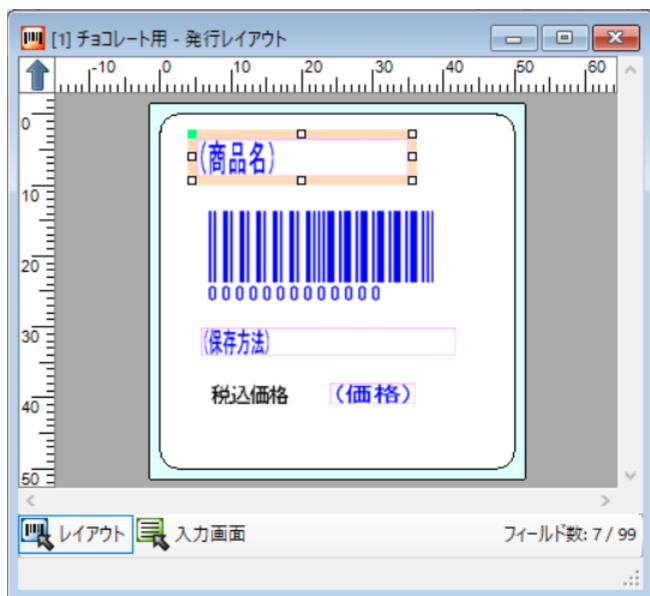 [1] チョコレート用 - 発行レイアウト
-10 0 10 20 30 40 50 60
0
(商品名)
10
20
0000000000000
30
(保存方法)
税込価格 (価格)
40
50
レイアウト 入力画面 フィールド数: 7 / 99